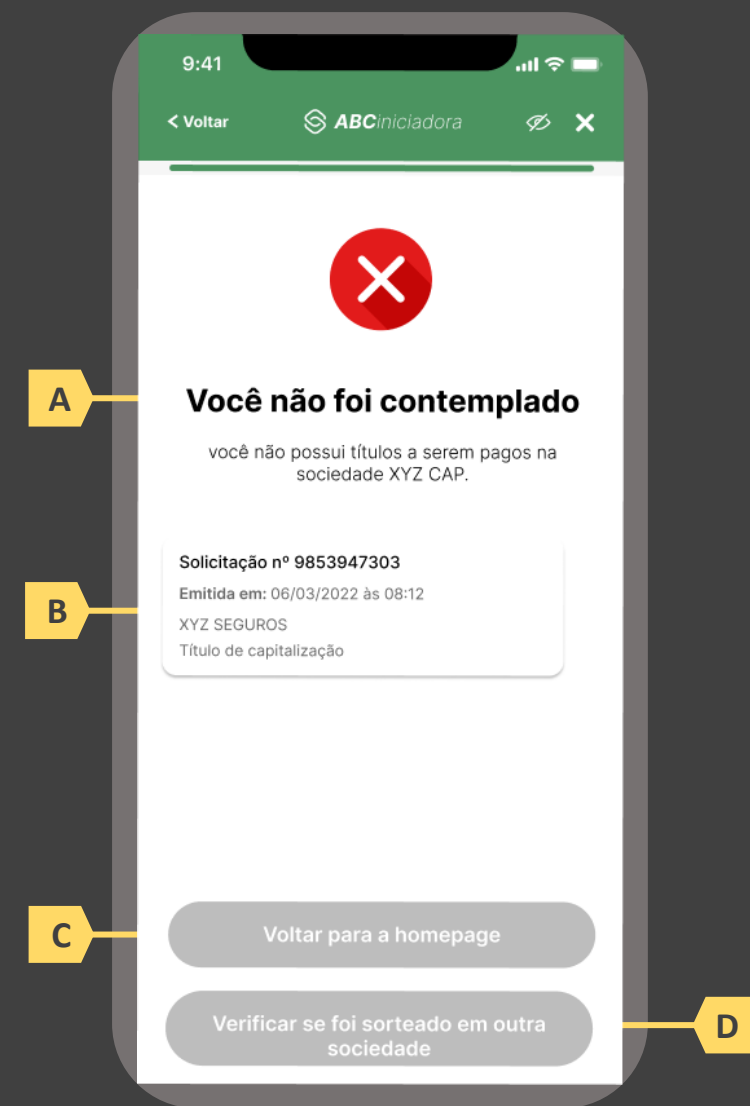 9:41
< Voltar
ABCiniciadora
A
Você não foi contemplado
você não possui títulos a serem pagos na
sociedade XYZ CAP.
Solicitação nº 9853947303
Emitida em: 06/03/2022 às 08:12
B
XYZ SEGUROS
Título de capitalização
C
Voltar para a homepage
Verificar se foi sorteado em outra
sociedade
D